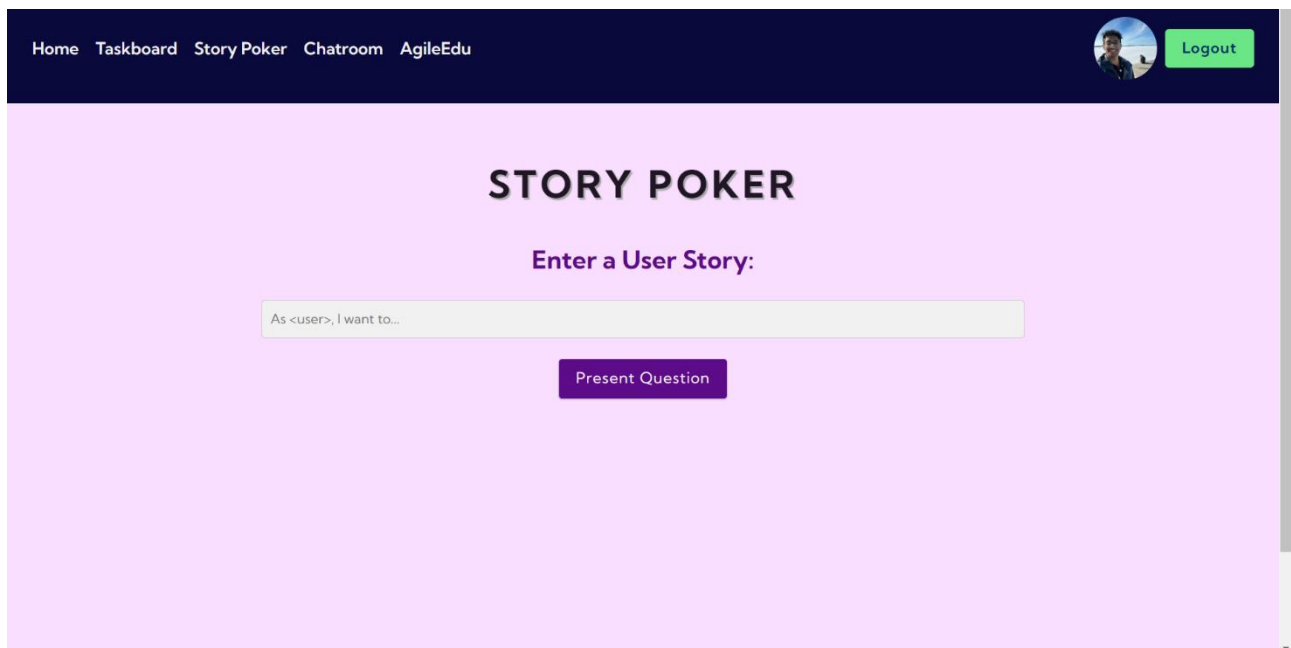 Home Taskboard Story Poker Chatroom AgileEdu Logout
STORY POKER
Enter a User Story:
As <user>, I want to...
Present Question